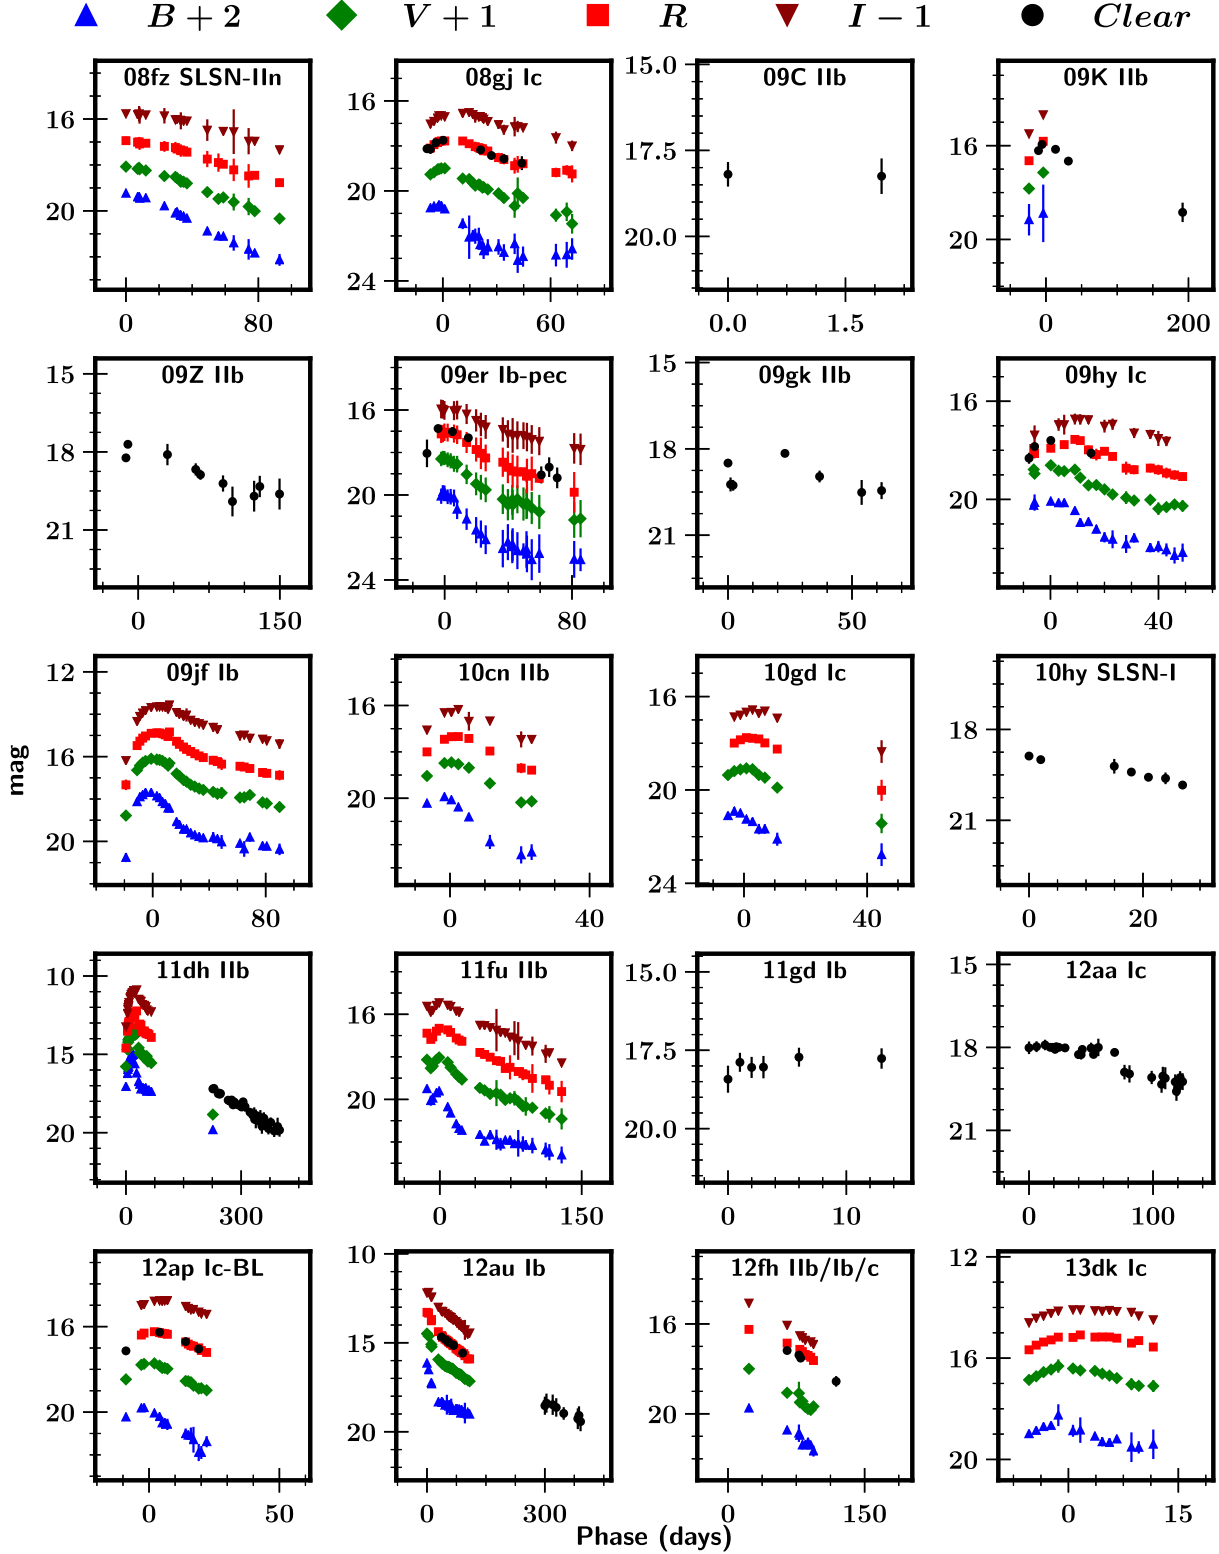 B + 2 V + 1 R I − 1 Clear
08fz SLSN-IIn 08gj Ic 09C IIb 09K IIb
16 20 16 20 24 15.0 17.5 20.0 16 20
0 80 0 60 0.0 1.5 0 200
09Z IIb 09er Ib-pec 09gk IIb 09hy Ic
15 18 21 16 20 24 15 18 21 16 20
0 150 0 80 0 50 0 40
09jf Ib 10cn IIb 10gd Ic 10hy SLSN-I
12 16 20 16 20 16 20 24 18 21
0 80 0 40 0 40 0 20
mag
11dh IIb 11fu IIb 11gd Ib 12aa Ic
10 15 20 16 20 15.0 17.5 20.0 15 18 21
0 300 0 150 0 10 0 100
12ap Ic-BL 12au Ib 12fh IIb/Ib/c 13dk Ic
16 20 10 15 20 16 20 12 16 20
0 50 0 300 0 150 0 15
Phase (days)